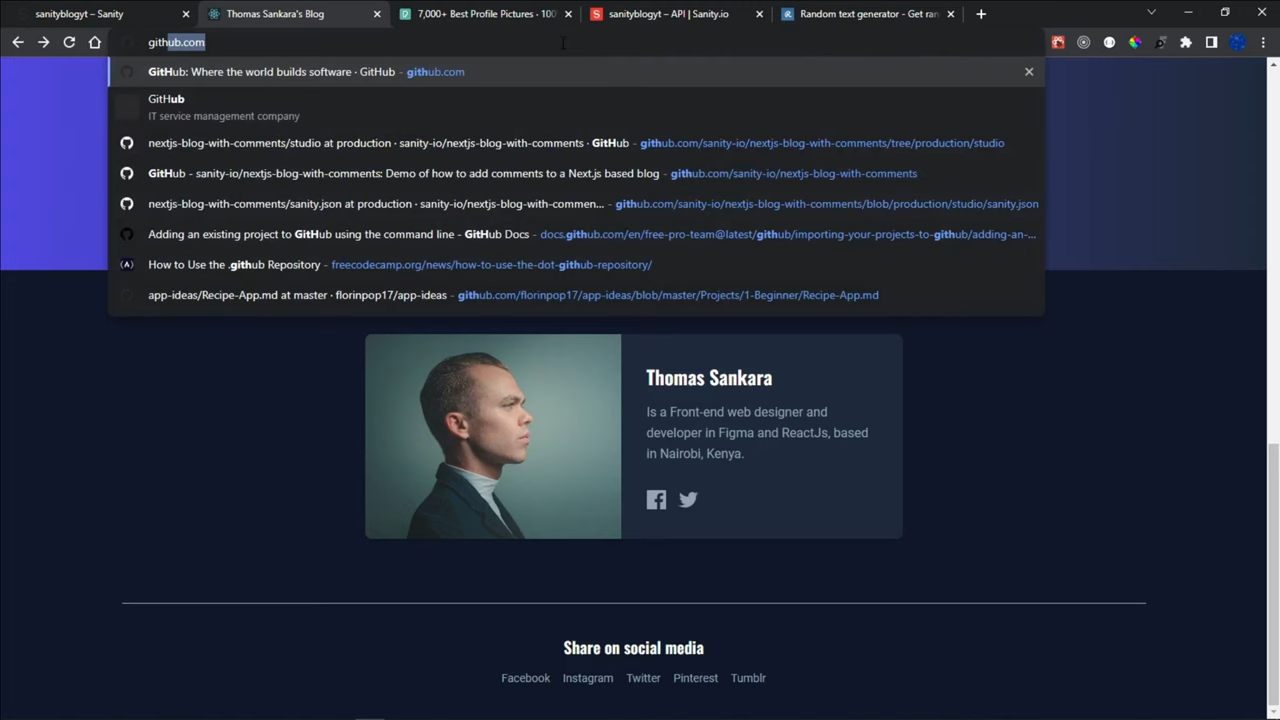 sanityblogyt – Sanity
Thomas Sankara's Blog
7,000+ Best Profile Pictures · 100
sanityblogyt – API | Sanity.io
Random text generator - Get ran
github.com
GitHub: Where the world builds software · GitHub - github.com
GitHub
IT service management company
nextjs-blog-with-comments/studio at production · sanity-io/nextjs-blog-with-comments · GitHub - github.com/sanity-io/nextjs-blog-with-comments/tree/production/studio
GitHub - sanity-io/nextjs-blog-with-comments: Demo of how to add comments to a Next.js based blog - github.com/sanity-io/nextjs-blog-with-comments
nextjs-blog-with-comments/sanity.json at production · sanity-io/nextjs-blog-with-commen... - github.com/sanity-io/nextjs-blog-with-comments/blob/production/studio/sanity.json
Adding an existing project to GitHub using the command line - GitHub Docs - docs.github.com/en/free-pro-team@latest/github/importing-your-projects-to-github/adding-an-...
How to Use the .github Repository - freecodecamp.org/news/how-to-use-the-dot-github-repository/
app-ideas/Recipe-App.md at master · florinpop17/app-ideas - github.com/florinpop17/app-ideas/blob/master/Projects/1-Beginner/Recipe-App.md
Thomas Sankara
Is a Front-end web designer and
developer in Figma and ReactJs, based
in Nairobi, Kenya.
Share on social media
Facebook Instagram Twitter Pinterest Tumblr